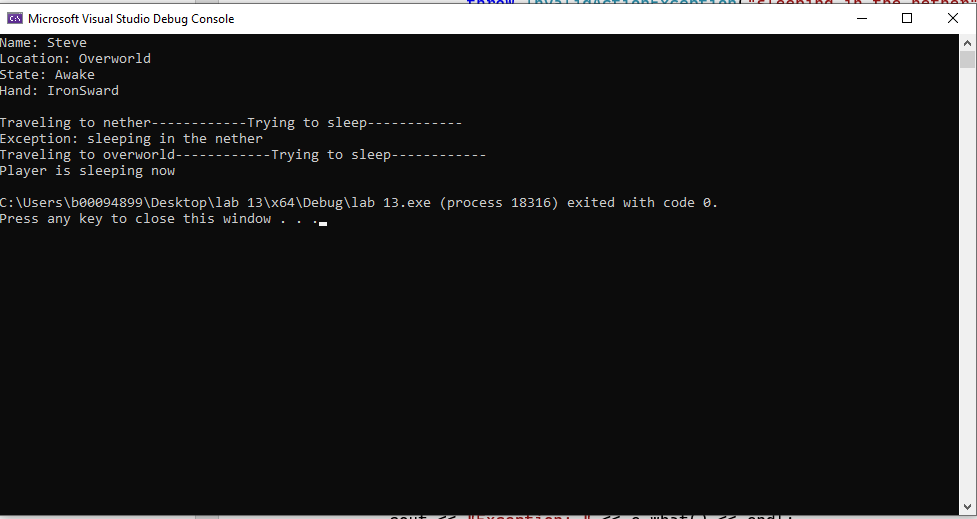 throw InvalidActionException("sleeping in the nether"
Microsoft Visual Studio Debug Console
Name: Steve
Location: Overworld
State: Awake
Hand: IronSward
Traveling to nether------------Trying to sleep------------
Exception: sleeping in the nether
Traveling to overworld------------Trying to sleep------------
Player is sleeping now
C:\Users\b00094899\Desktop\lab 13\x64\Debug\lab 13.exe (process 18316) exited with code 0.
Press any key to close this window . . .
cout << "Exception: " << e.what() << endl;